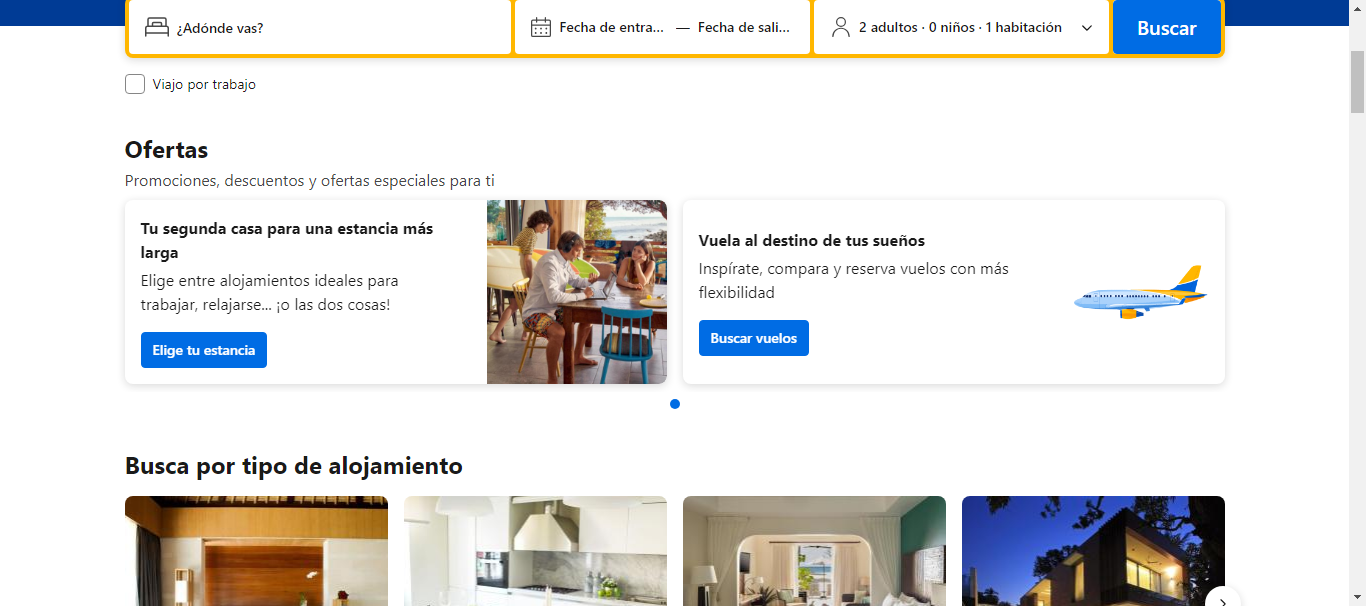 ¿Adónde vas?
Fecha de entra... — Fecha de sali...
2 adultos · 0 niños · 1 habitación
Buscar
Viajo por trabajo
Ofertas
Promociones, descuentos y ofertas especiales para ti
Tu segunda casa para una estancia más
larga
Elige entre alojamientos ideales para
trabajar, relajarse... ¡o las dos cosas!
Elige tu estancia
Vuela al destino de tus sueños
Inspírate, compara y reserva vuelos con más
flexibilidad
Buscar vuelos
Busca por tipo de alojamiento